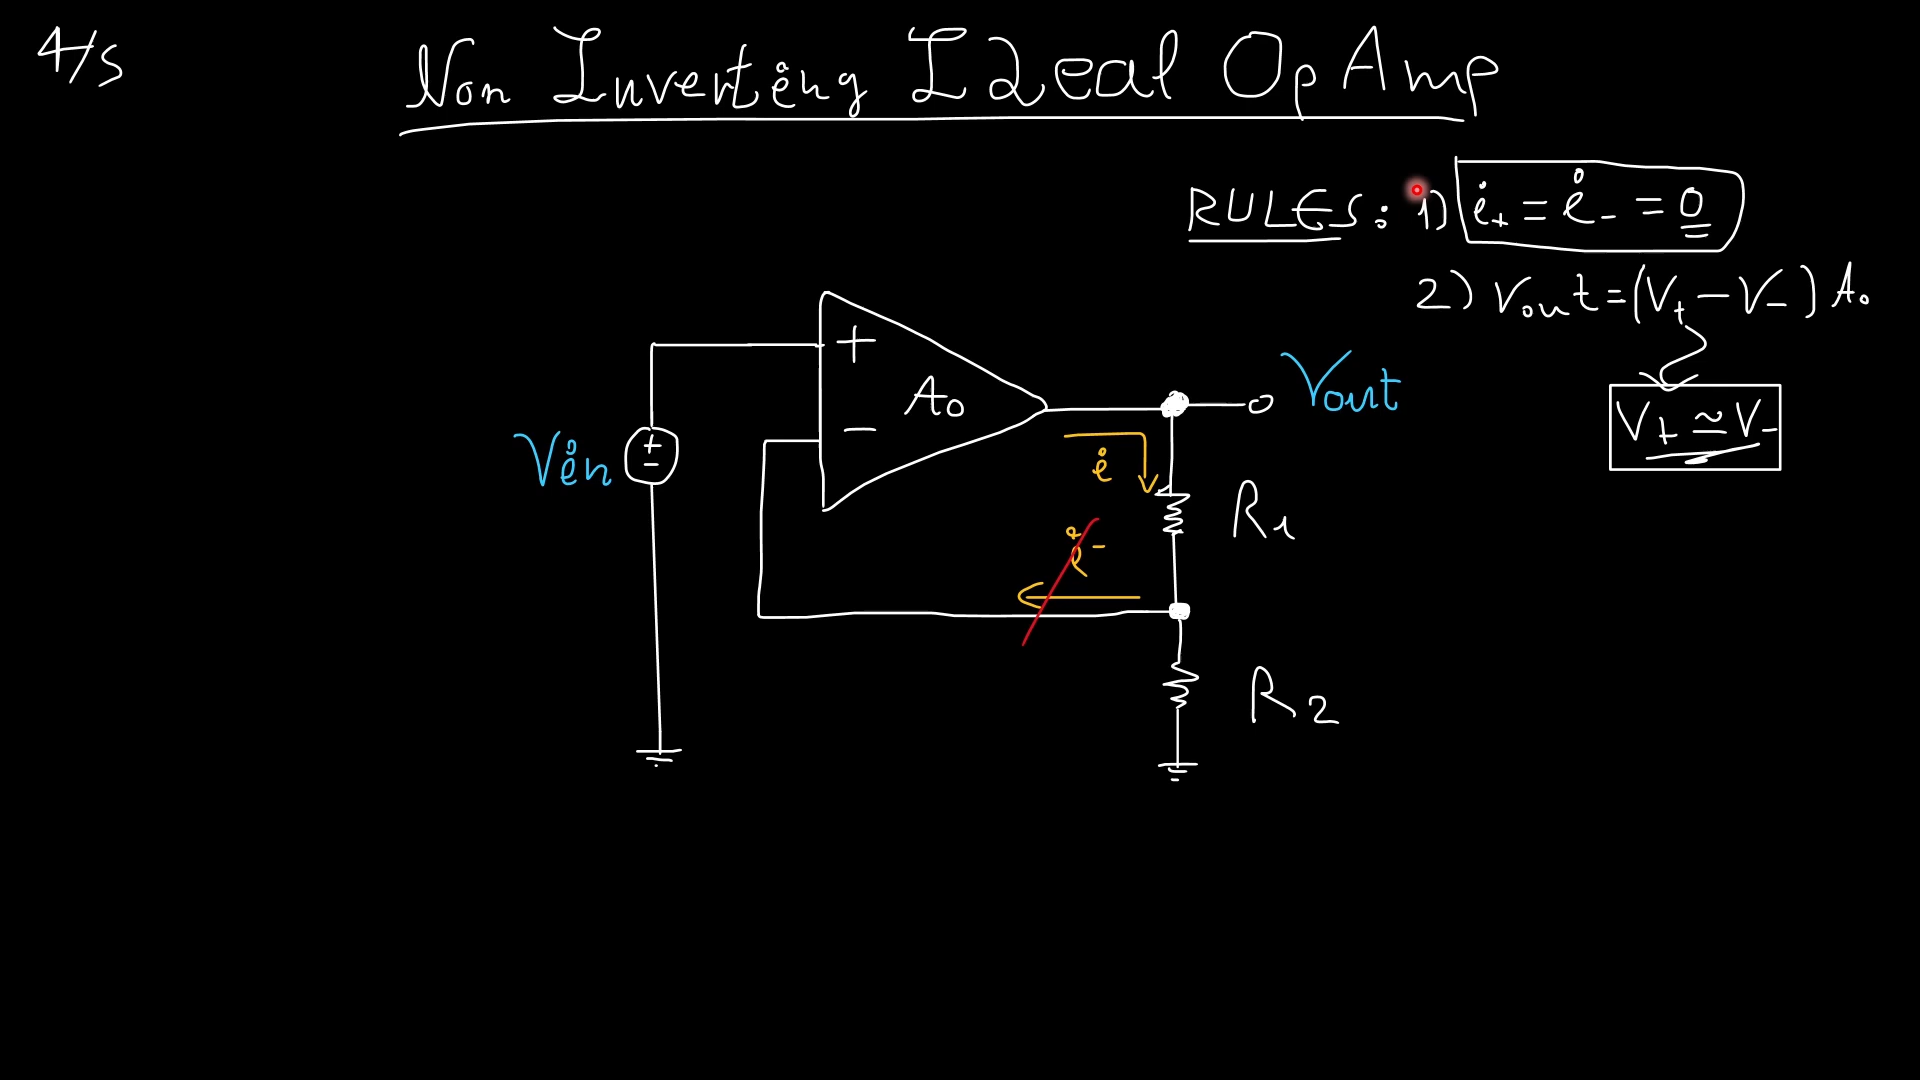 4/5
Non Inverting Ideal Op Amp
RULES: 1) i+ = i- = 0
2) Vout = (V+ - V-) A0
V+ ≃ V-
+
A0
-
Vout
Vin
+
-
i
R1
i-
R2